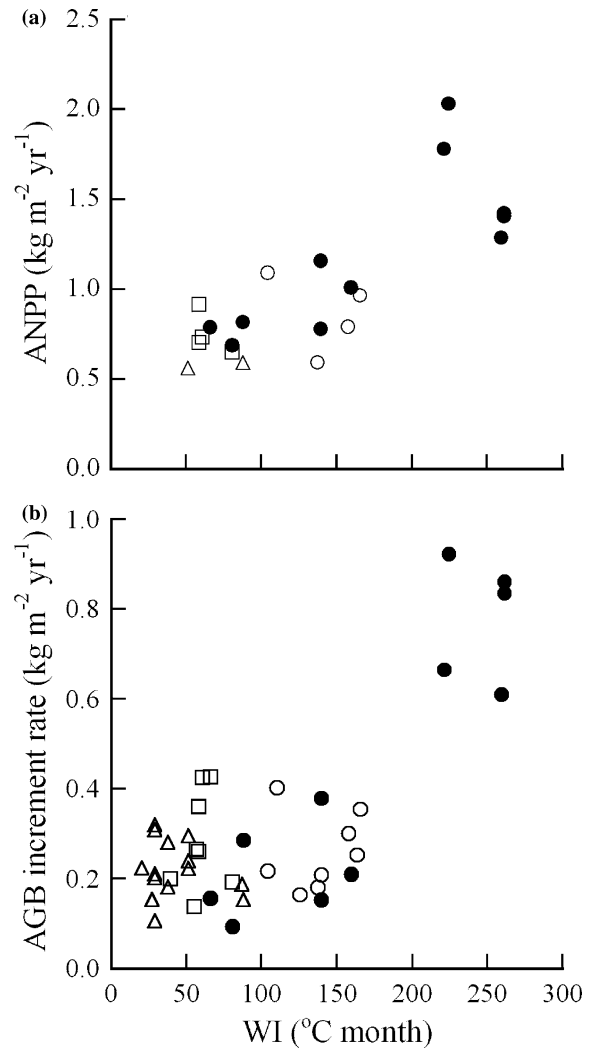 (a)
2.5
2.0
1.5
1.0
0.5
0.0
ANPP (kg m⁻² yr⁻¹)
(b)
1.0
0.8
0.6
0.4
0.2
0.0
AGB increment rate (kg m⁻² yr⁻¹)
0 50 100 150 200 250 300
WI (°C month)